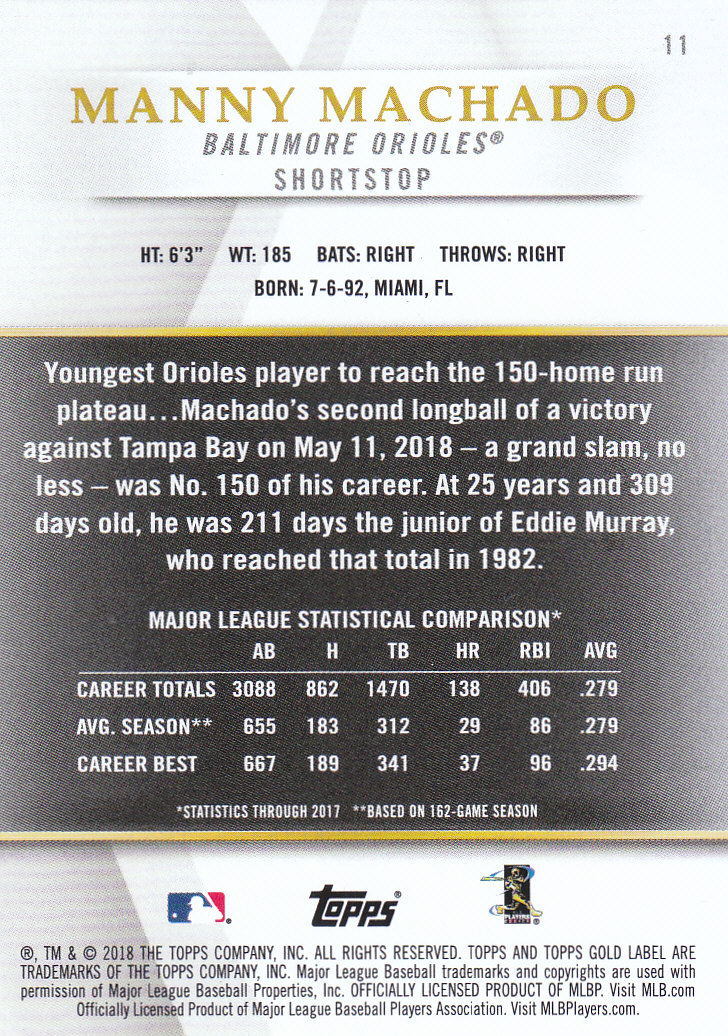 11
MANNY MACHADO
BALTIMORE ORIOLES®
SHORTSTOP
HT: 6'3" WT: 185 BATS: RIGHT THROWS: RIGHT
BORN: 7-6-92, MIAMI, FL
Youngest Orioles player to reach the 150-home run
plateau...Machado's second longball of a victory
against Tampa Bay on May 11, 2018 – a grand slam, no
less – was No. 150 of his career. At 25 years and 309
days old, he was 211 days the junior of Eddie Murray,
who reached that total in 1982.
MAJOR LEAGUE STATISTICAL COMPARISON*
AB H TB HR RBI AVG
CAREER TOTALS 3088 862 1470 138 406 .279
AVG. SEASON** 655 183 312 29 86 .279
CAREER BEST 667 189 341 37 96 .294
*STATISTICS THROUGH 2017 **BASED ON 162-GAME SEASON
Topps® PLAYERS CHOICE ®
®, TM & © 2018 THE TOPPS COMPANY, INC. ALL RIGHTS RESERVED. TOPPS AND TOPPS GOLD LABEL ARE
TRADEMARKS OF THE TOPPS COMPANY, INC. Major League Baseball trademarks and copyrights are used with
permission of Major League Baseball Properties, Inc. OFFICIALLY LICENSED PRODUCT OF MLBP. Visit MLB.com
Officially Licensed Product of Major League Baseball Players Association. Visit MLBPlayers.com.